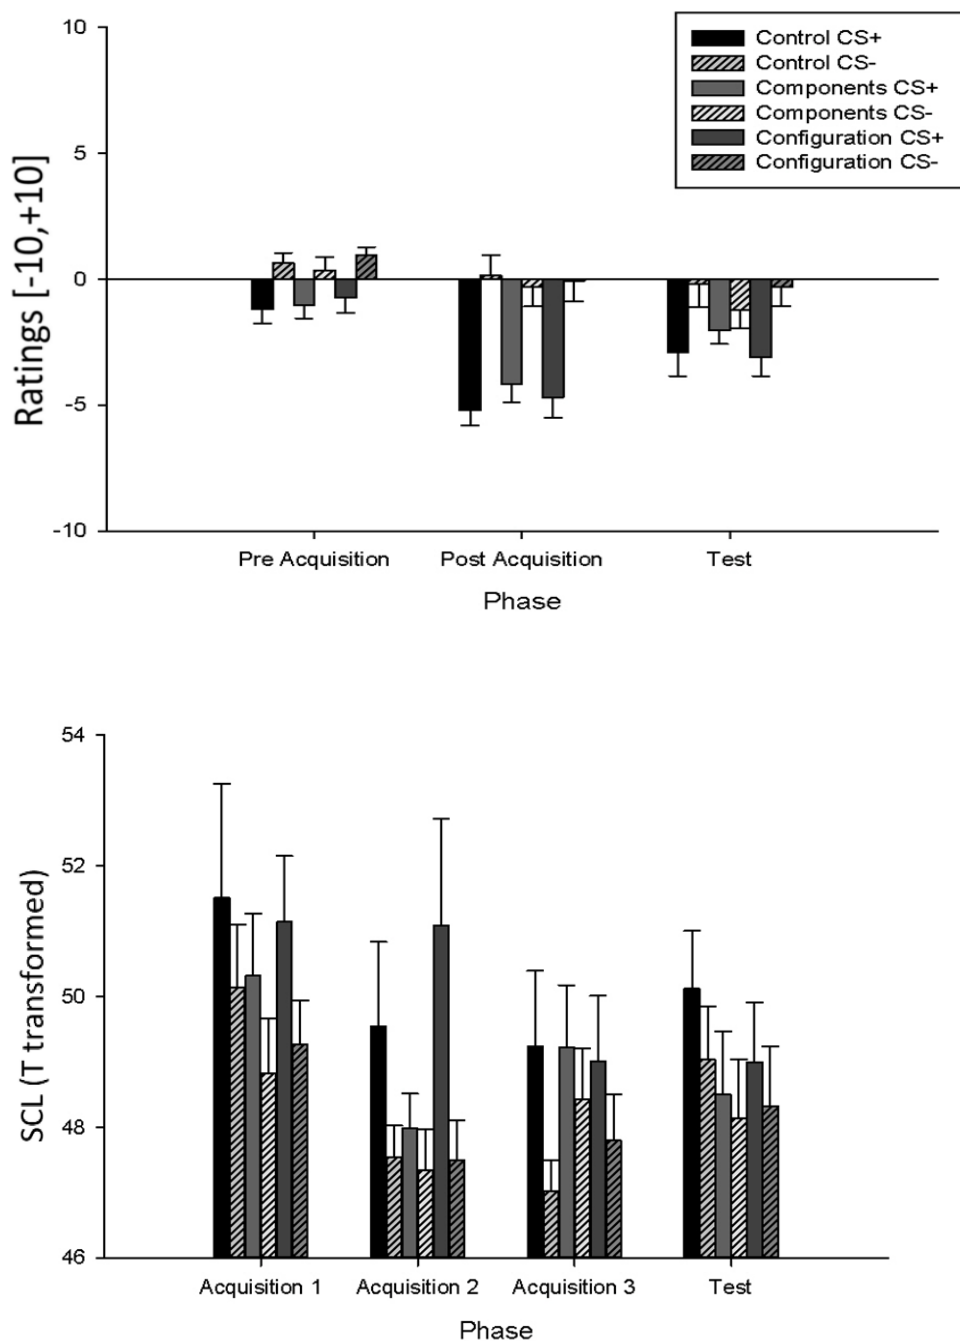 10
Control CS+
Control CS-
Components CS+
Components CS-
Configuration CS+
Configuration CS-
5
0
-5
-10
Ratings [-10,+10]
Pre Acquisition Post Acquisition Test
Phase
54
52
50
48
46
SCL (T transformed)
Acquisition 1 Acquisition 2 Acquisition 3 Test
Phase